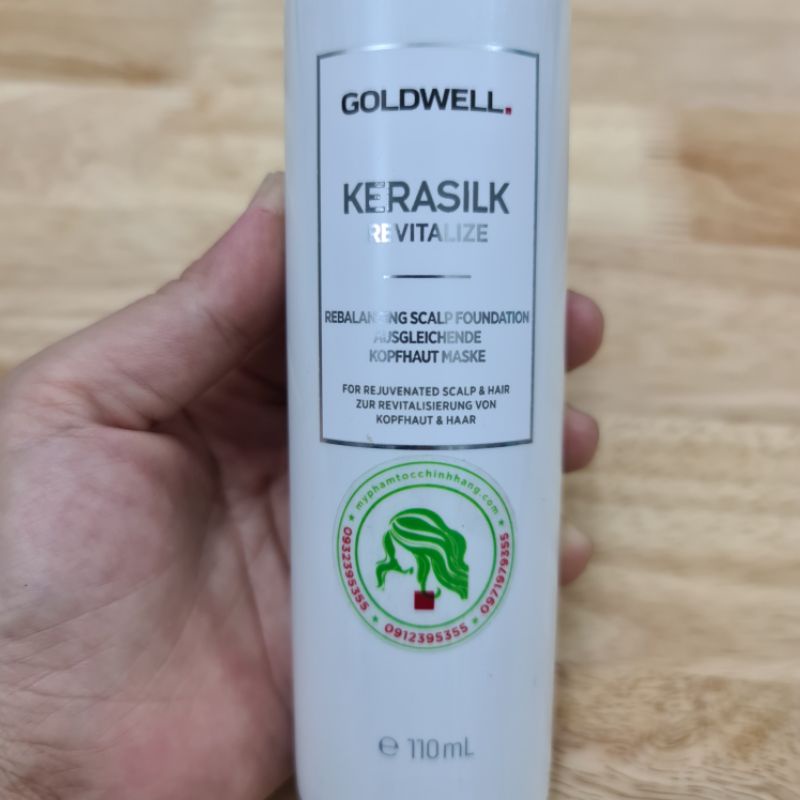 GOLDWELL.
KERASILK
REVITALIZE
REBALANCING SCALP FOUNDATION
AUSGLEICHENDE
KOPFHAUT MASKE
FOR REJUVENATED SCALP & HAIR
ZUR REVITALISIERUNG VON
KOPFHAUT & HAAR
myphamtocchinhhang.com
0932395355 * 0912395355 * 0971979355
e 110mL